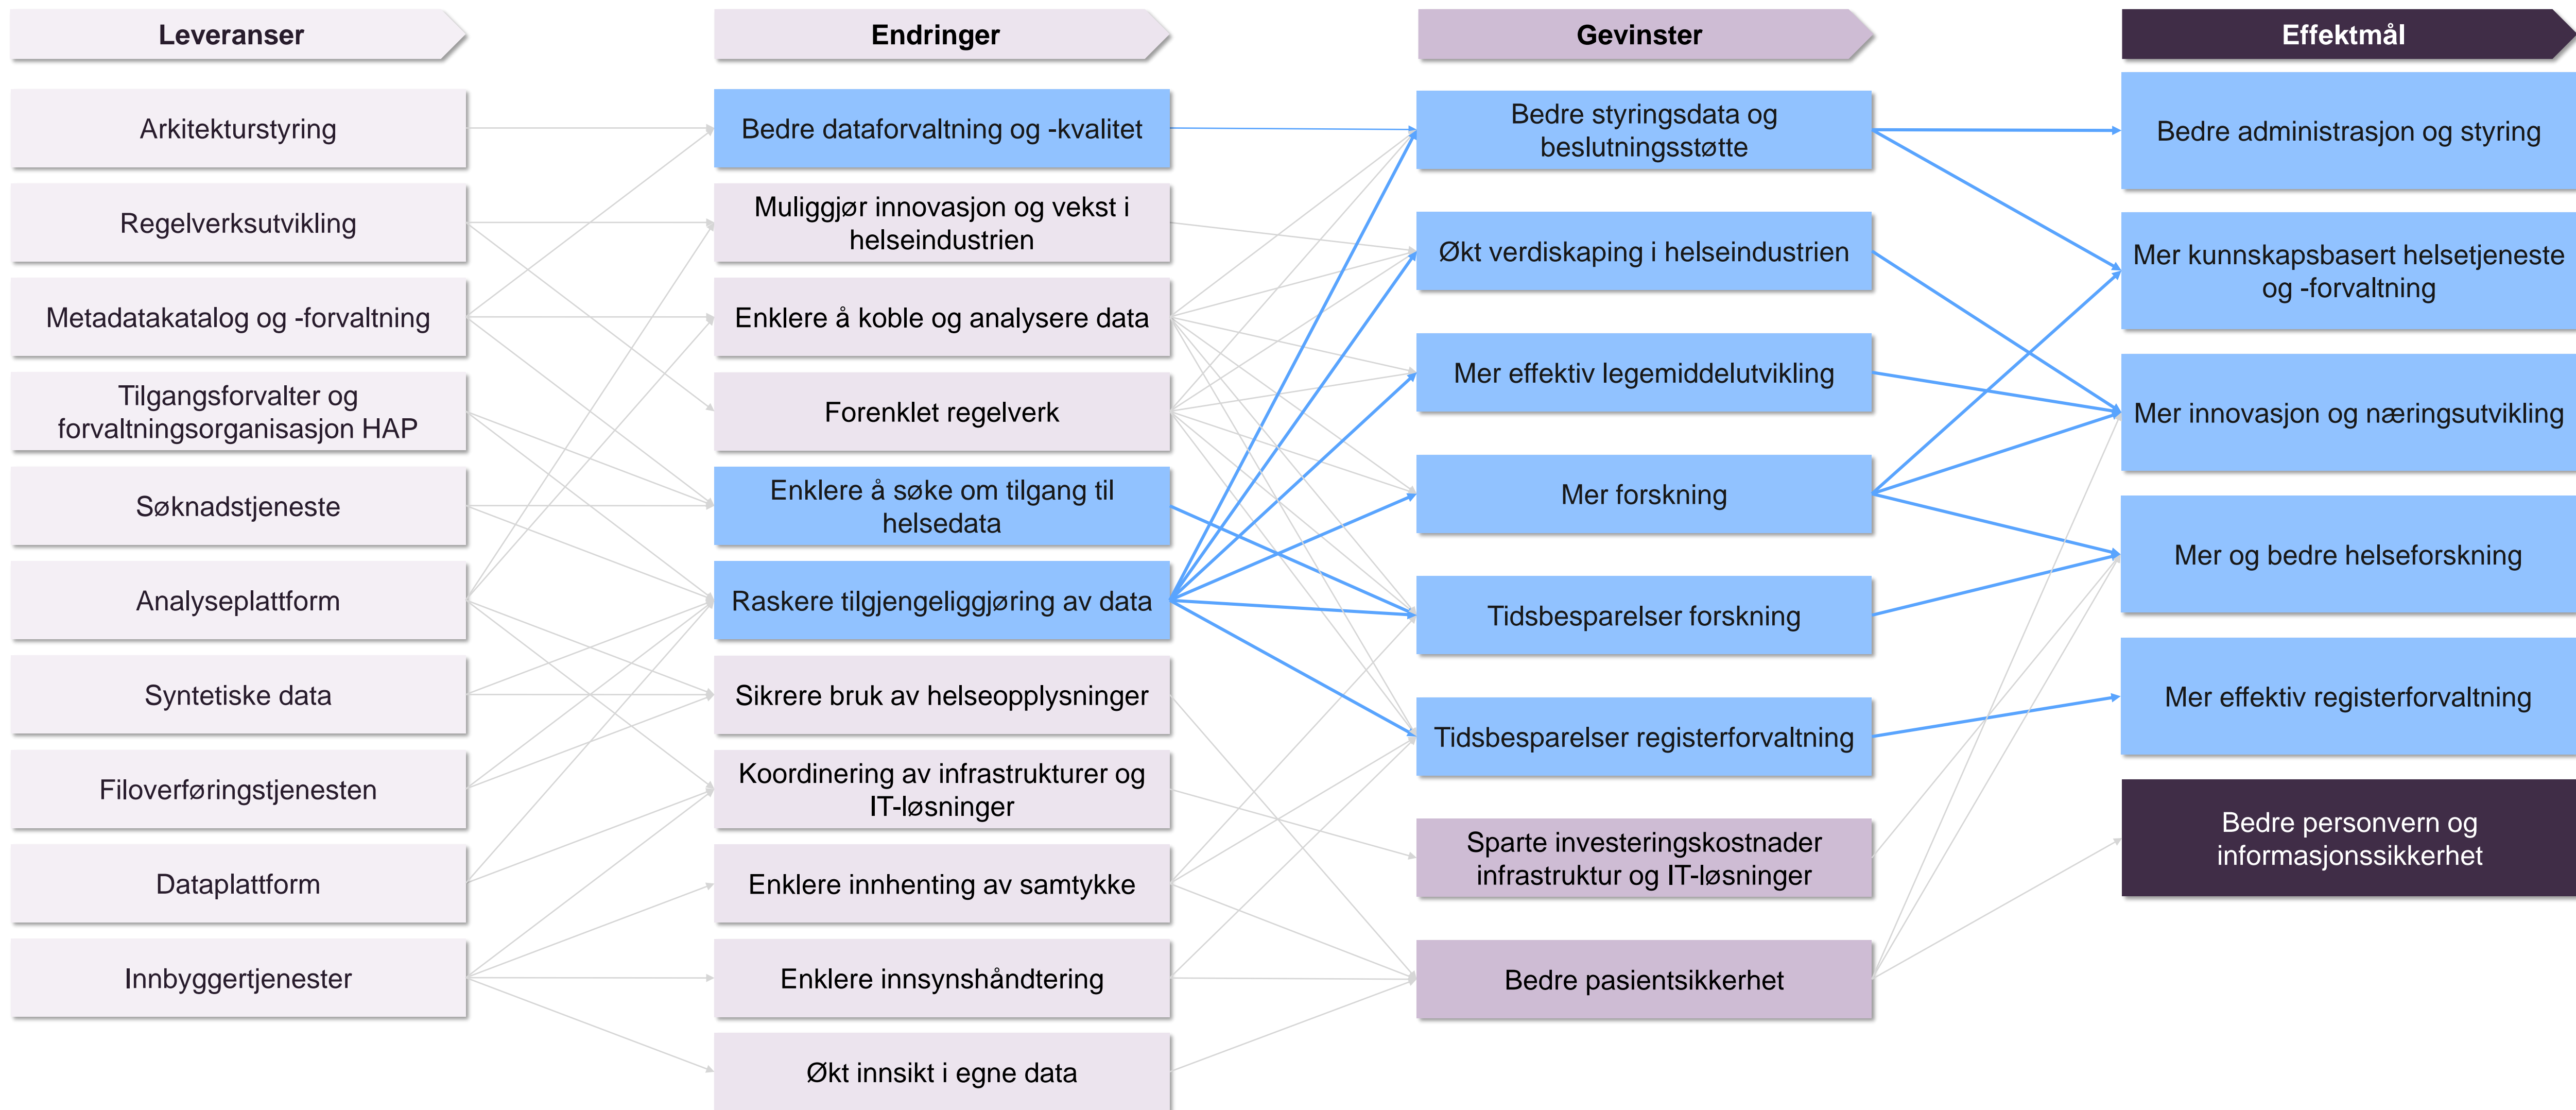 Leveranser
Arkitekturstyring
Regelverksutvikling
Metadatakatalog og -forvaltning
Tilgangsforvalter og
forvaltningsorganisasjon HAP
Søknadstjeneste
Analyseplattform
Syntetiske data
Filoverføringstjenesten
Dataplattform
Innbyggertjenester
Endringer
Bedre dataforvaltning og -kvalitet
Muliggjør innovasjon og vekst i
helseindustrien
Enklere å koble og analysere data
Forenklet regelverk
Enklere å søke om tilgang til
helsedata
Raskere tilgjengeliggjøring av data
Sikrere bruk av helseopplysninger
Koordinering av infrastrukturer og
IT-løsninger
Enklere innhenting av samtykke
Enklere innsynshåndtering
Økt innsikt i egne data
Gevinster
Bedre styringsdata og
beslutningsstøtte
Økt verdiskaping i helseindustrien
Mer effektiv legemiddelutvikling
Mer forskning
Tidsbesparelser forskning
Tidsbesparelser registerforvaltning
Sparte investeringskostnader
infrastruktur og IT-løsninger
Bedre pasientsikkerhet
Effektmål
Bedre administrasjon og styring
Mer kunnskapsbasert helsetjeneste
og -forvaltning
Mer innovasjon og næringsutvikling
Mer og bedre helseforskning
Mer effektiv registerforvaltning
Bedre personvern og
informasjonssikkerhet